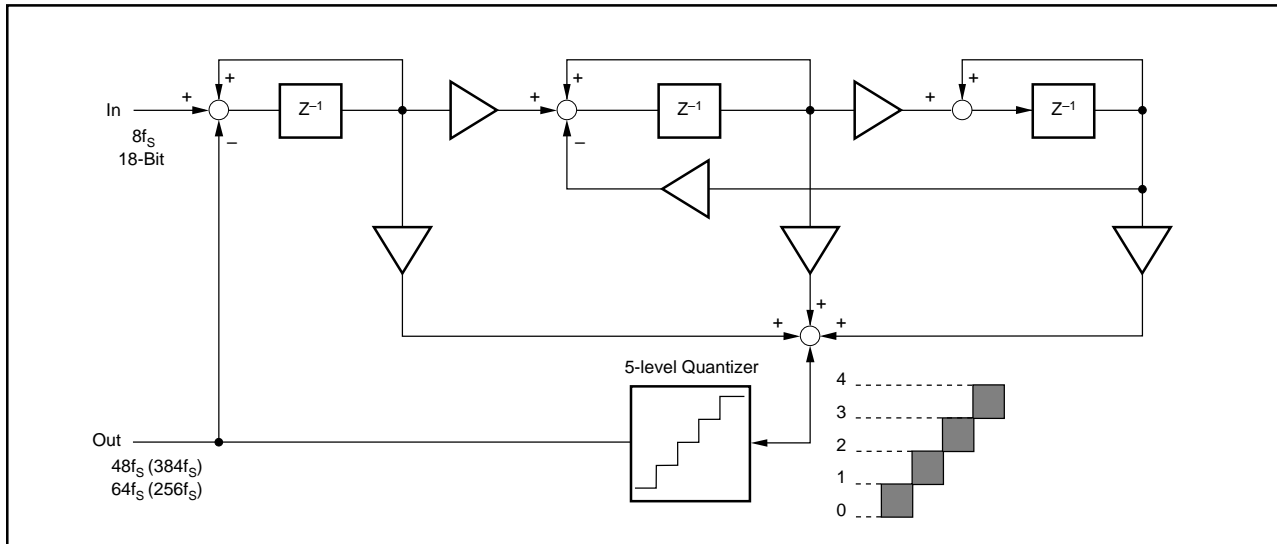 + + +
In + Z⁻¹ + Z⁻¹ + Z⁻¹
8fS − −
18-Bit
+
+ +
5-level Quantizer
4
3
2
1
0
Out
48fS (384fS)
64fS (256fS)